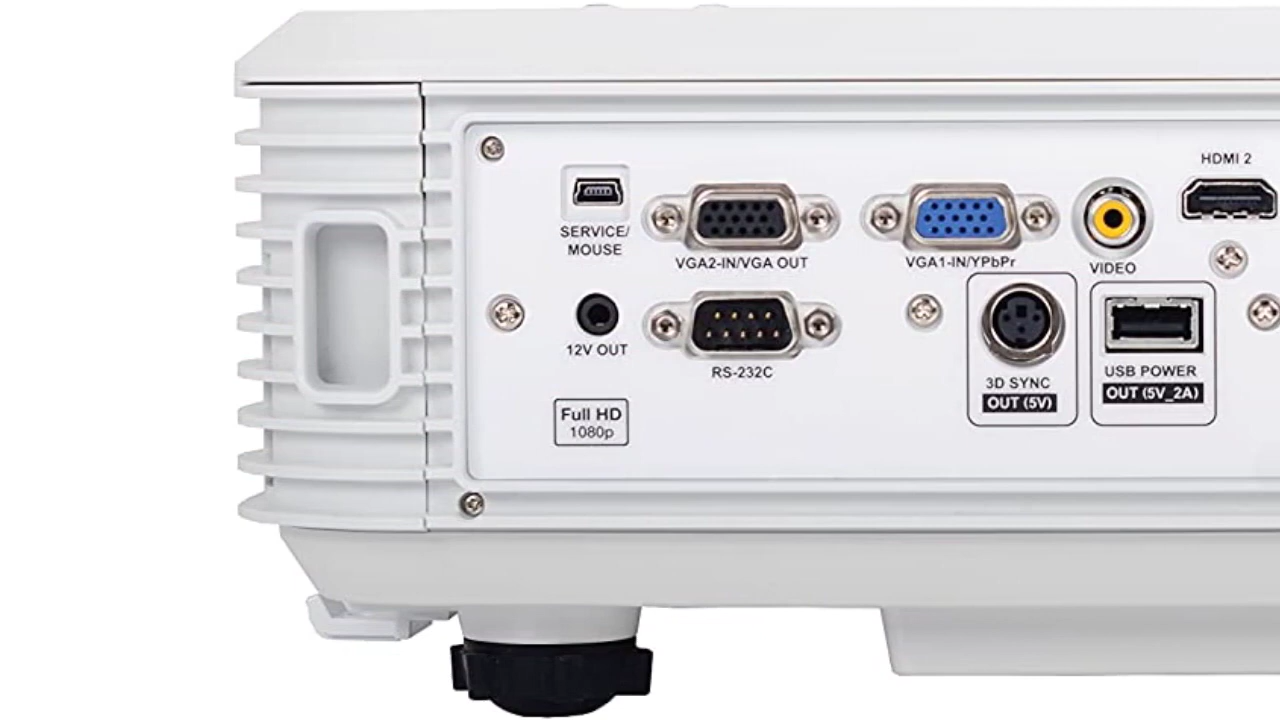 HDMI 2
SERVICE/
MOUSE
VGA2-IN/VGA OUT
VGA1-IN/YPbPr
VIDEO
12V OUT
RS-232C
3D SYNC
OUT (5V)
USB POWER
OUT (5V_2A)
Full HD
1080p